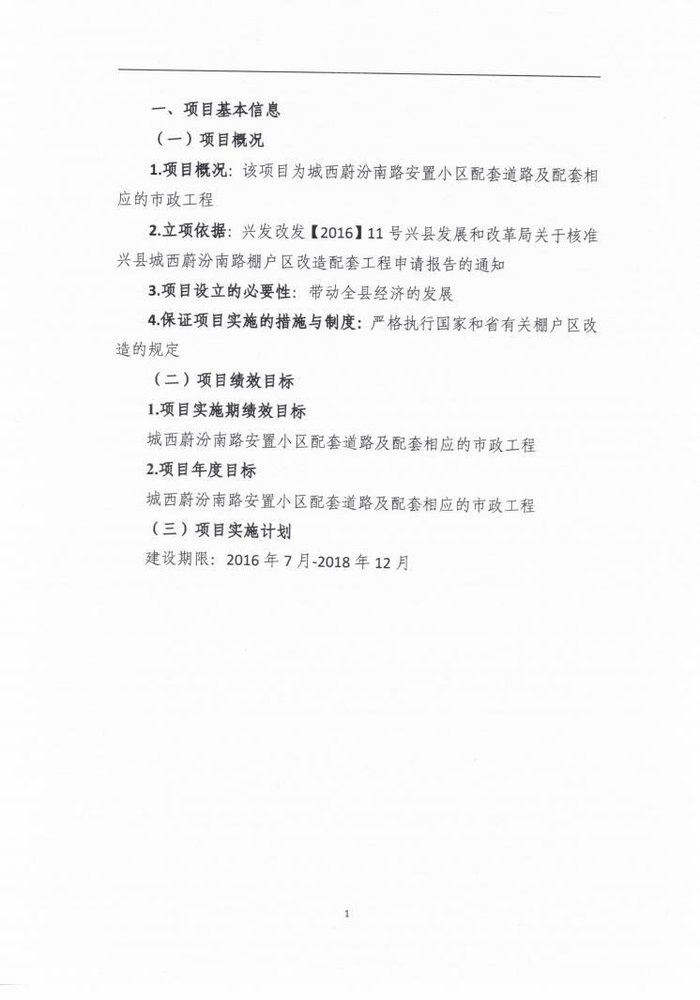 一、项目基本信息
（一）项目概况
1.项目概况：该项目为城西蔚汾南路安置小区配套道路及配套相
应的市政工程
2.立项依据：兴发改发【2016】11 号兴县发展和改革局关于核准
兴县城西蔚汾南路棚户区改造配套工程申请报告的通知
3.项目设立的必要性：带动全县经济的发展
4.保证项目实施的措施与制度：严格执行国家和省有关棚户区改
造的规定
（二）项目绩效目标
1.项目实施期绩效目标
城西蔚汾南路安置小区配套道路及配套相应的市政工程
2.项目年度目标
城西蔚汾南路安置小区配套道路及配套相应的市政工程
（三）项目实施计划
建设期限：2016 年 7 月-2018 年 12 月
1